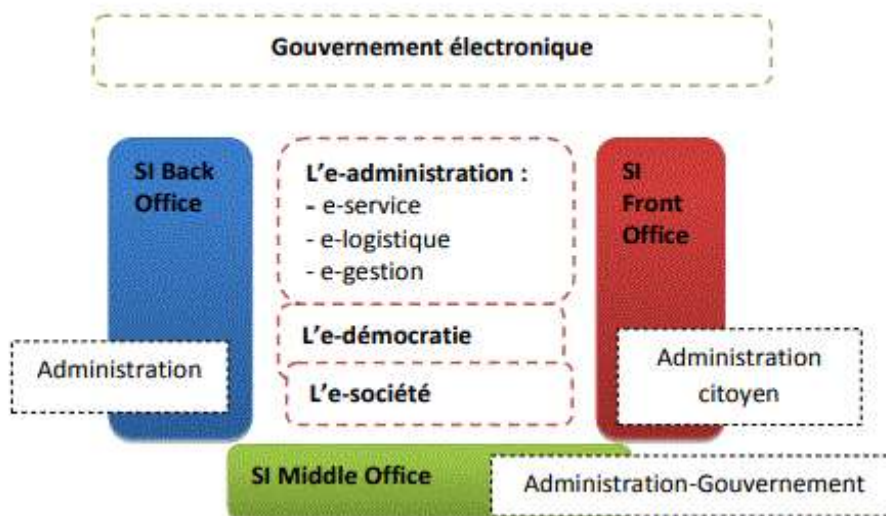 Gouvernement électronique
SI Back
Office
L'e-administration :
- e-service
- e-logistique
- e-gestion
SI
Front
Office
L'e-démocratie
Administration
Administration
citoyen
L'e-société
SI Middle Office
Administration-Gouvernement